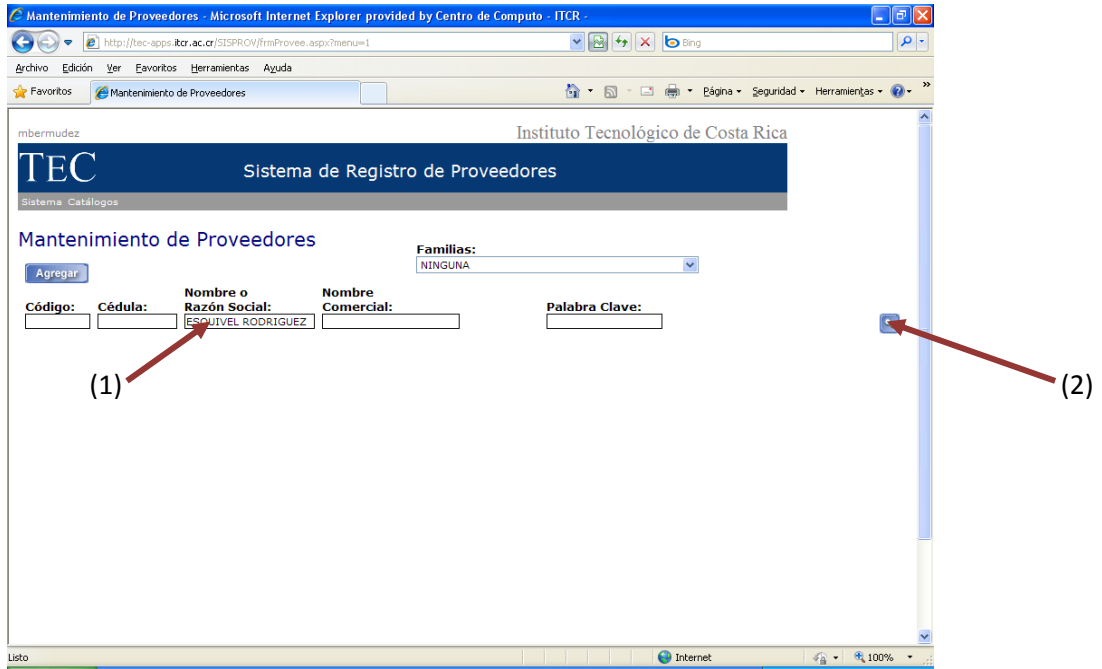 Mantenimiento de Proveedores - Microsoft Internet Explorer provided by Centro de Computo - ITCR -
http://tec-apps.itcr.ac.cr/SISPROV/frmProvee.aspx?menu=1
Bing
Archivo Edición Ver Favoritos Herramientas Ayuda
Favoritos Mantenimiento de Proveedores Página Seguridad Herramientas »
mbermudez Instituto Tecnológico de Costa Rica
TEC Sistema de Registro de Proveedores
Sistema Catálogos
Mantenimiento de Proveedores
Familias:
Agregar NINGUNA
Código: Cédula: Nombre o Razón Social: Nombre Comercial: Palabra Clave:
ESQUIVEL RODRIGUEZ
(1) (2)
Listo Internet 100%